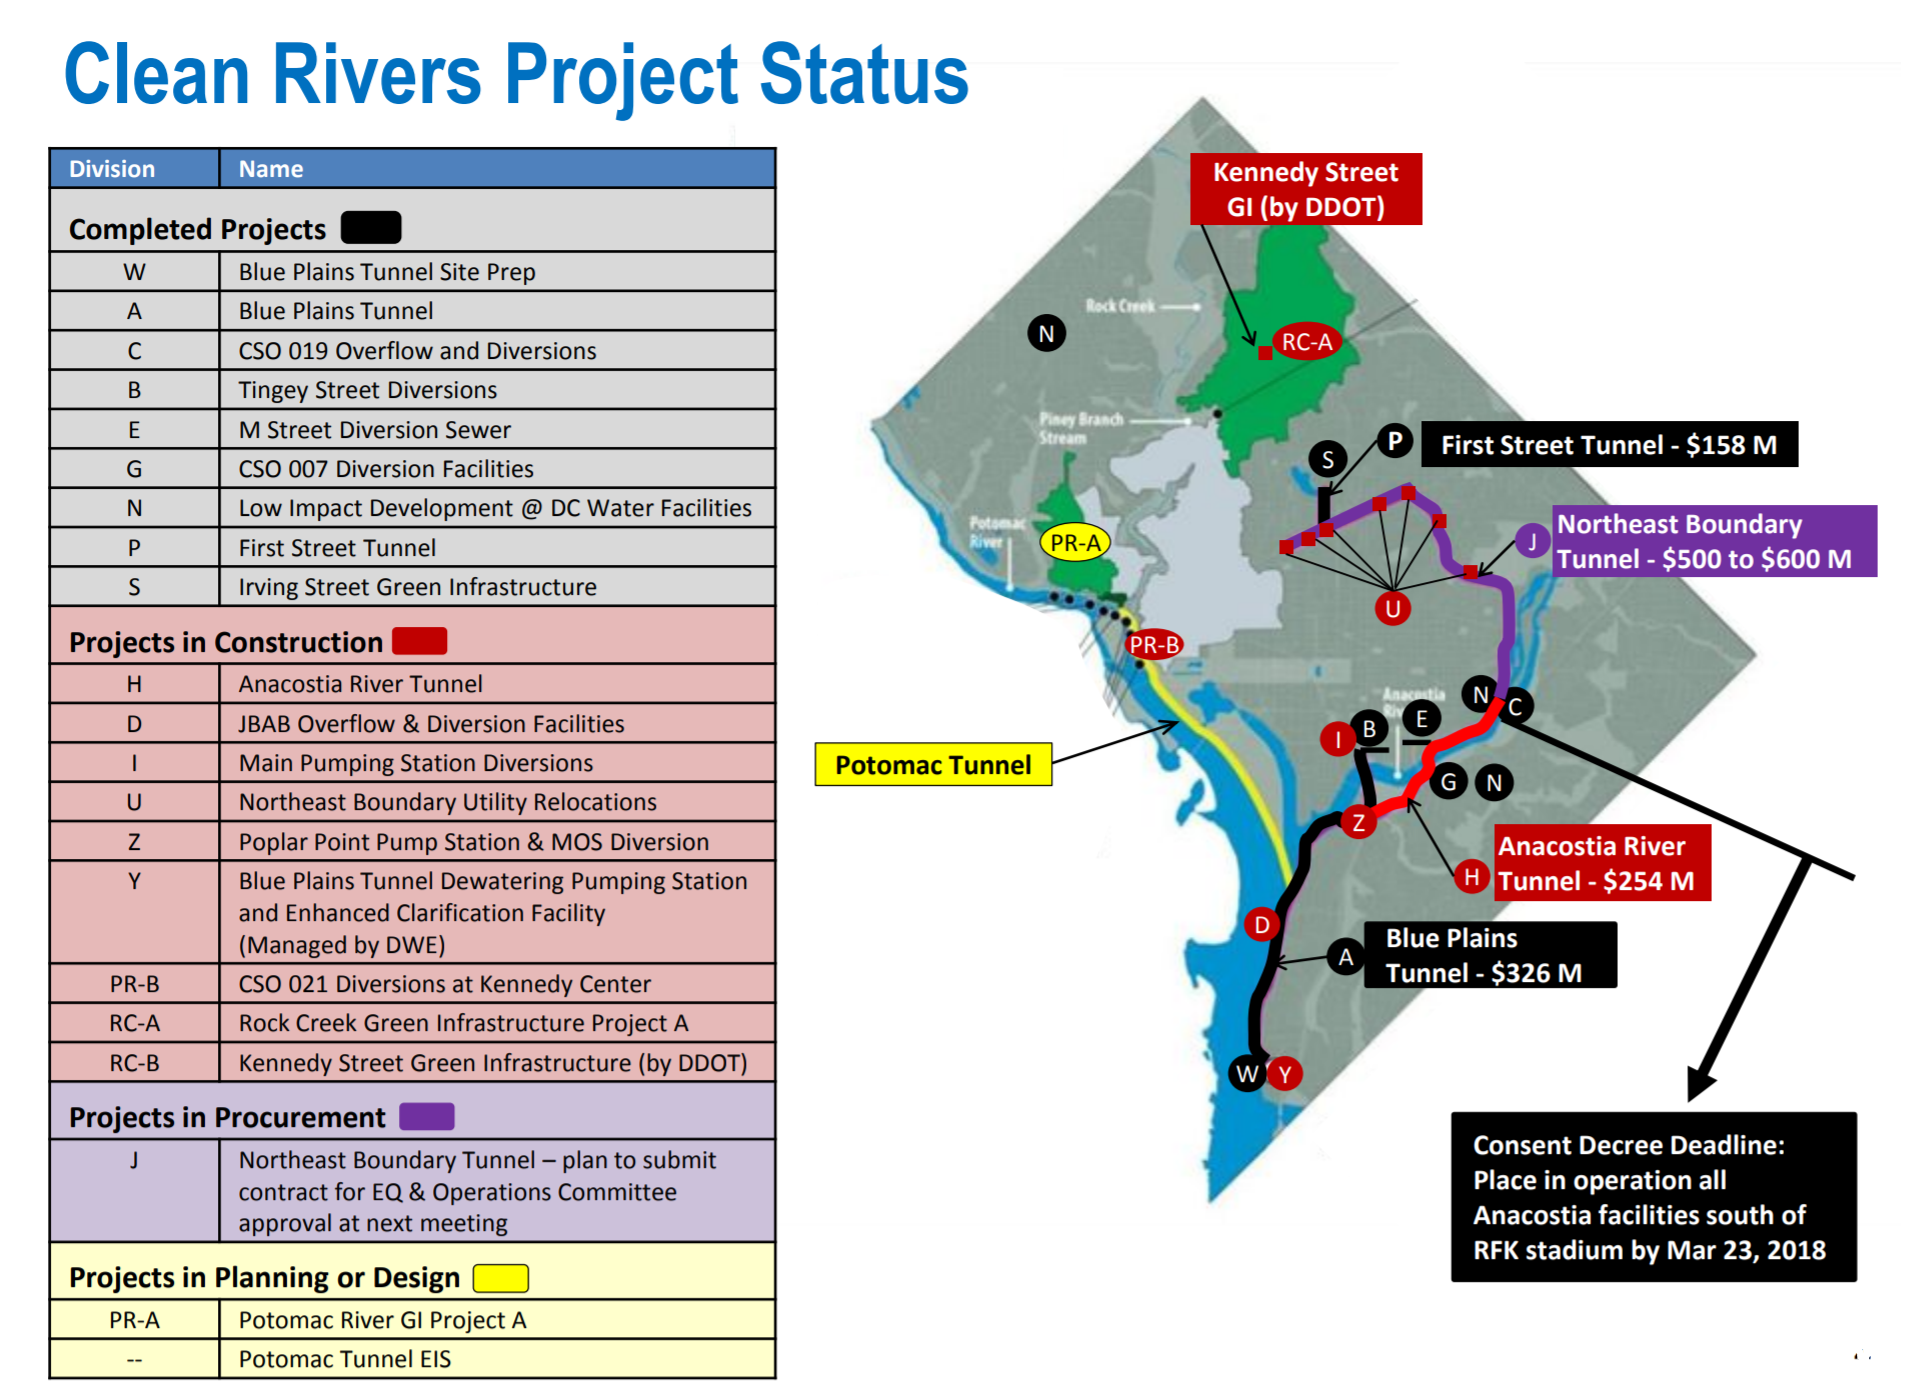 Clean Rivers Project Status
Division Name
Completed Projects
W Blue Plains Tunnel Site Prep
A Blue Plains Tunnel
C CSO 019 Overflow and Diversions
B Tingey Street Diversions
E M Street Diversion Sewer
G CSO 007 Diversion Facilities
N Low Impact Development @ DC Water Facilities
P First Street Tunnel
S Irving Street Green Infrastructure
Projects in Construction
H Anacostia River Tunnel
D JBAB Overflow & Diversion Facilities
I Main Pumping Station Diversions
U Northeast Boundary Utility Relocations
Z Poplar Point Pump Station & MOS Diversion
Y Blue Plains Tunnel Dewatering Pumping Station
and Enhanced Clarification Facility
(Managed by DWE)
PR-B CSO 021 Diversions at Kennedy Center
RC-A Rock Creek Green Infrastructure Project A
RC-B Kennedy Street Green Infrastructure (by DDOT)
Projects in Procurement
J Northeast Boundary Tunnel – plan to submit
contract for EQ & Operations Committee
approval at next meeting
Projects in Planning or Design
PR-A Potomac River GI Project A
-- Potomac Tunnel EIS
Kennedy Street
GI (by DDOT)
Rock Creek
N
RC-A
Piney Branch
Stream
S
P
First Street Tunnel - $158 M
Potomac
River
PR-A
J
Northeast Boundary
Tunnel - $500 to $600 M
U
PR-B
Anacostia
N
C
I
B
E
Potomac Tunnel
G
N
Z
H
Anacostia River
Tunnel - $254 M
D
A
Blue Plains
Tunnel - $326 M
W
Y
Consent Decree Deadline:
Place in operation all
Anacostia facilities south of
RFK stadium by Mar 23, 2018